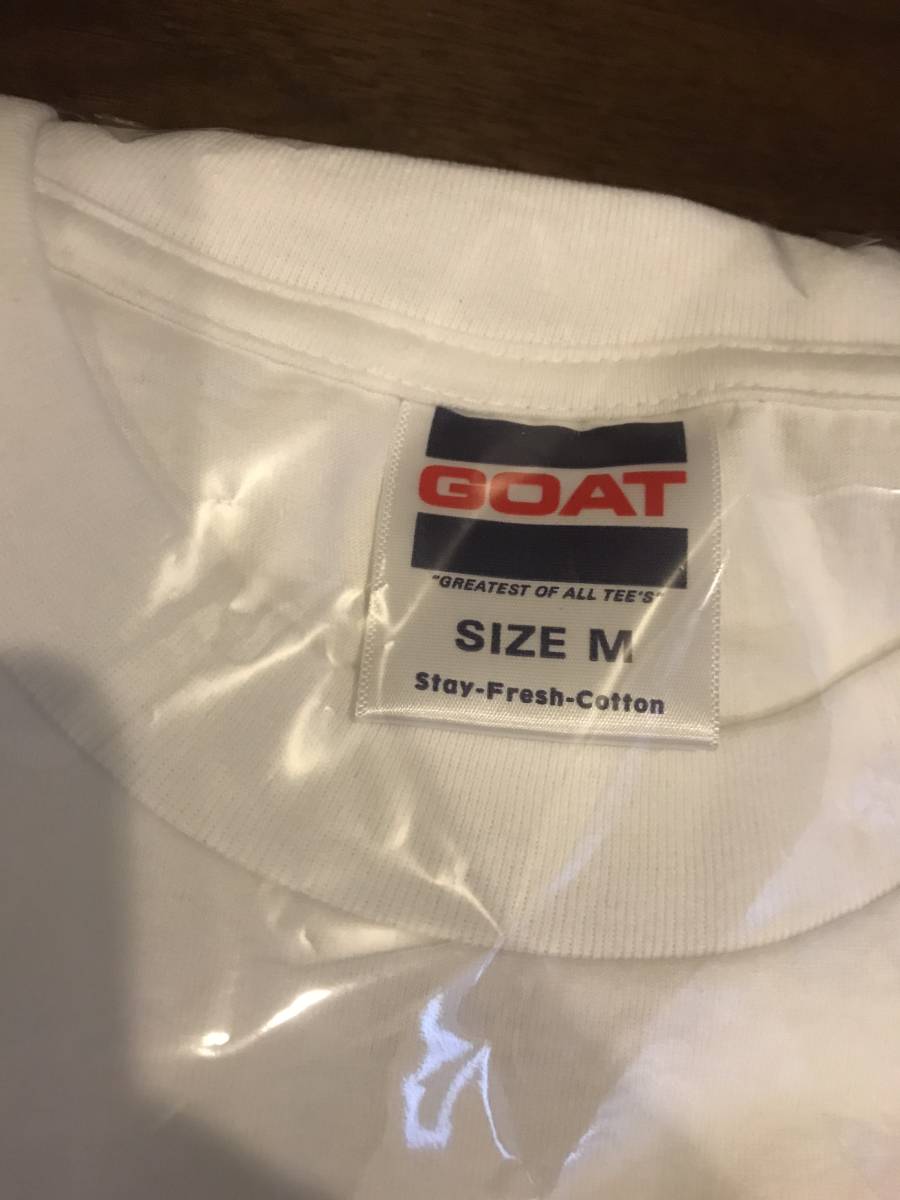 GOAT
"GREATEST OF ALL TEE'S"
SIZE M
Stay-Fresh-Cotton